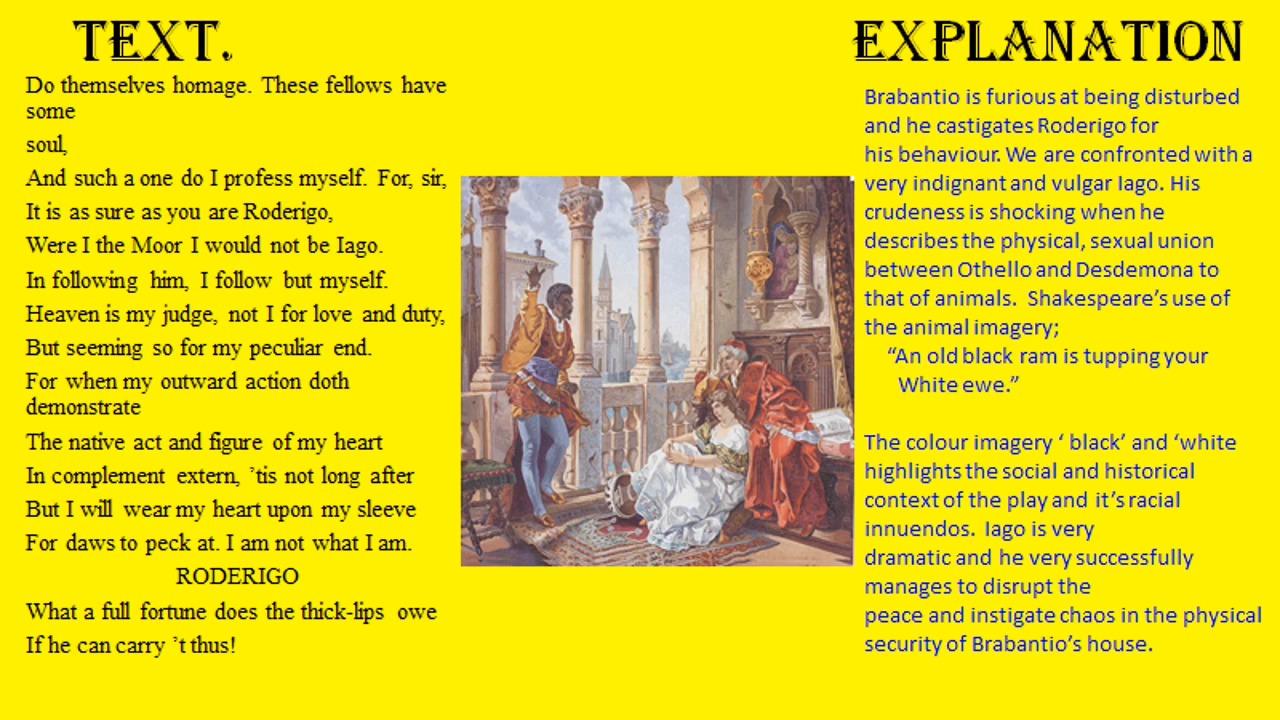 TEXT.
Do themselves homage. These fellows have
some
soul,
And such a one do I profess myself. For, sir,
It is as sure as you are Roderigo,
Were I the Moor I would not be Iago.
In following him, I follow but myself.
Heaven is my judge, not I for love and duty,
But seeming so for my peculiar end.
For when my outward action doth
demonstrate
The native act and figure of my heart
In complement extern, ’tis not long after
But I will wear my heart upon my sleeve
For daws to peck at. I am not what I am.
RODERIGO
What a full fortune does the thick-lips owe
If he can carry ’t thus!
EXPLANATION
Brabantio is furious at being disturbed
and he castigates Roderigo for
his behaviour. We are confronted with a
very indignant and vulgar Iago. His
crudeness is shocking when he
describes the physical, sexual union
between Othello and Desdemona to
that of animals. Shakespeare’s use of
the animal imagery;
“An old black ram is tupping your
White ewe.”
The colour imagery ‘ black’ and ‘white
highlights the social and historical
context of the play and it’s racial
innuendos. Iago is very
dramatic and he very successfully
manages to disrupt the
peace and instigate chaos in the physical
security of Brabantio’s house.